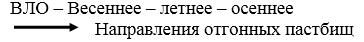 ВЛО – Весеннее – летнее – осеннее
Направления отгонных пастбищ